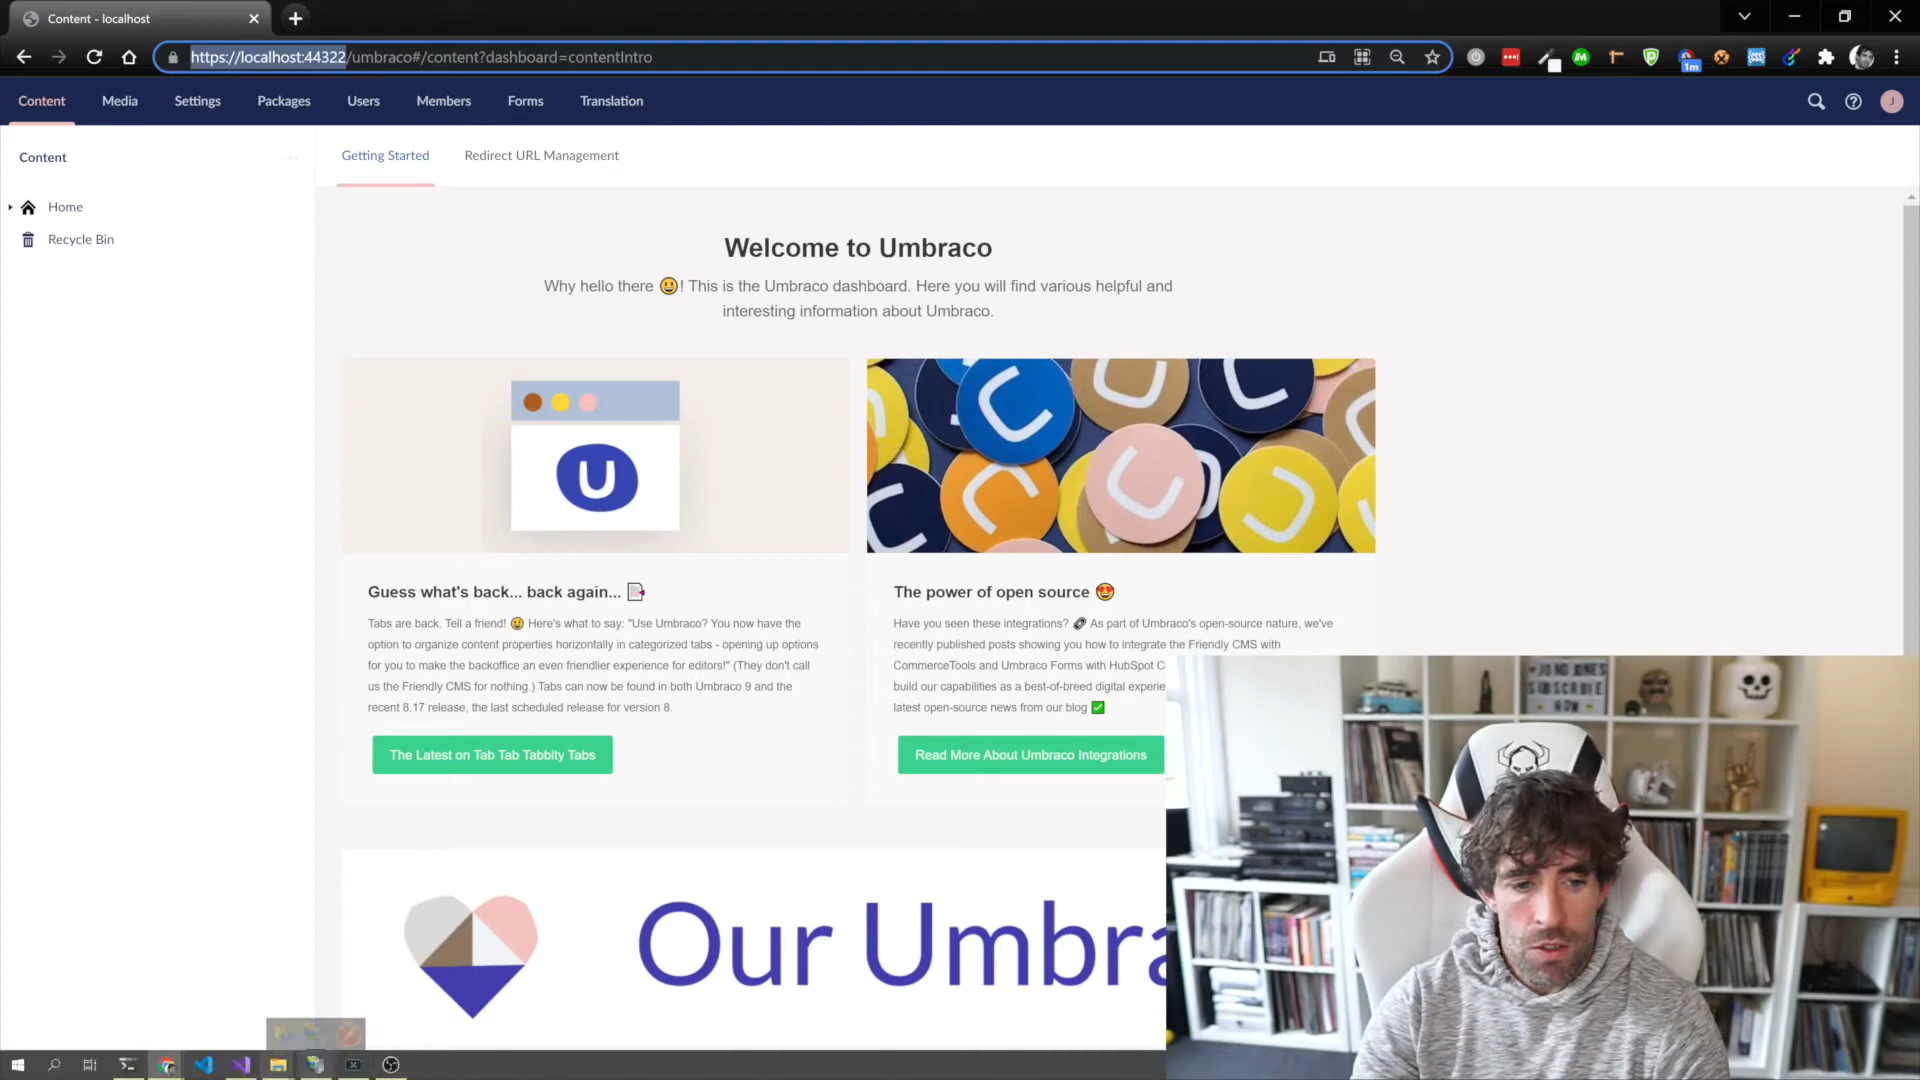 Content - localhost
https://localhost:44322/umbraco#/content?dashboard=contentIntro
1m
Content Media Settings Packages Users Members Forms Translation
J
Content
Getting Started
Redirect URL Management
Home
Recycle Bin
Welcome to Umbraco
Why hello there 😃! This is the Umbraco dashboard. Here you will find various helpful and
interesting information about Umbraco.
Guess what's back... back again...
Tabs are back. Tell a friend! 😃 Here's what to say: "Use Umbraco? You now have the
option to organize content properties horizontally in categorized tabs - opening up options
for you to make the backoffice an even friendlier experience for editors!" (They don't call
us the Friendly CMS for nothing.) Tabs can now be found in both Umbraco 9 and the
recent 8.17 release, the last scheduled release for version 8.
The Latest on Tab Tab Tabbity Tabs
The power of open source 😍
Have you seen these integrations? 🔗 As part of Umbraco's open-source nature, we've
recently published posts showing you how to integrate the Friendly CMS with
CommerceTools and Umbraco Forms with HubSpot C
build our capabilities as a best-of-breed digital experie
latest open-source news from our blog ✅
Read More About Umbraco Integrations
Our Umbra
JOND JONES
SUBSCRIBE
NOW